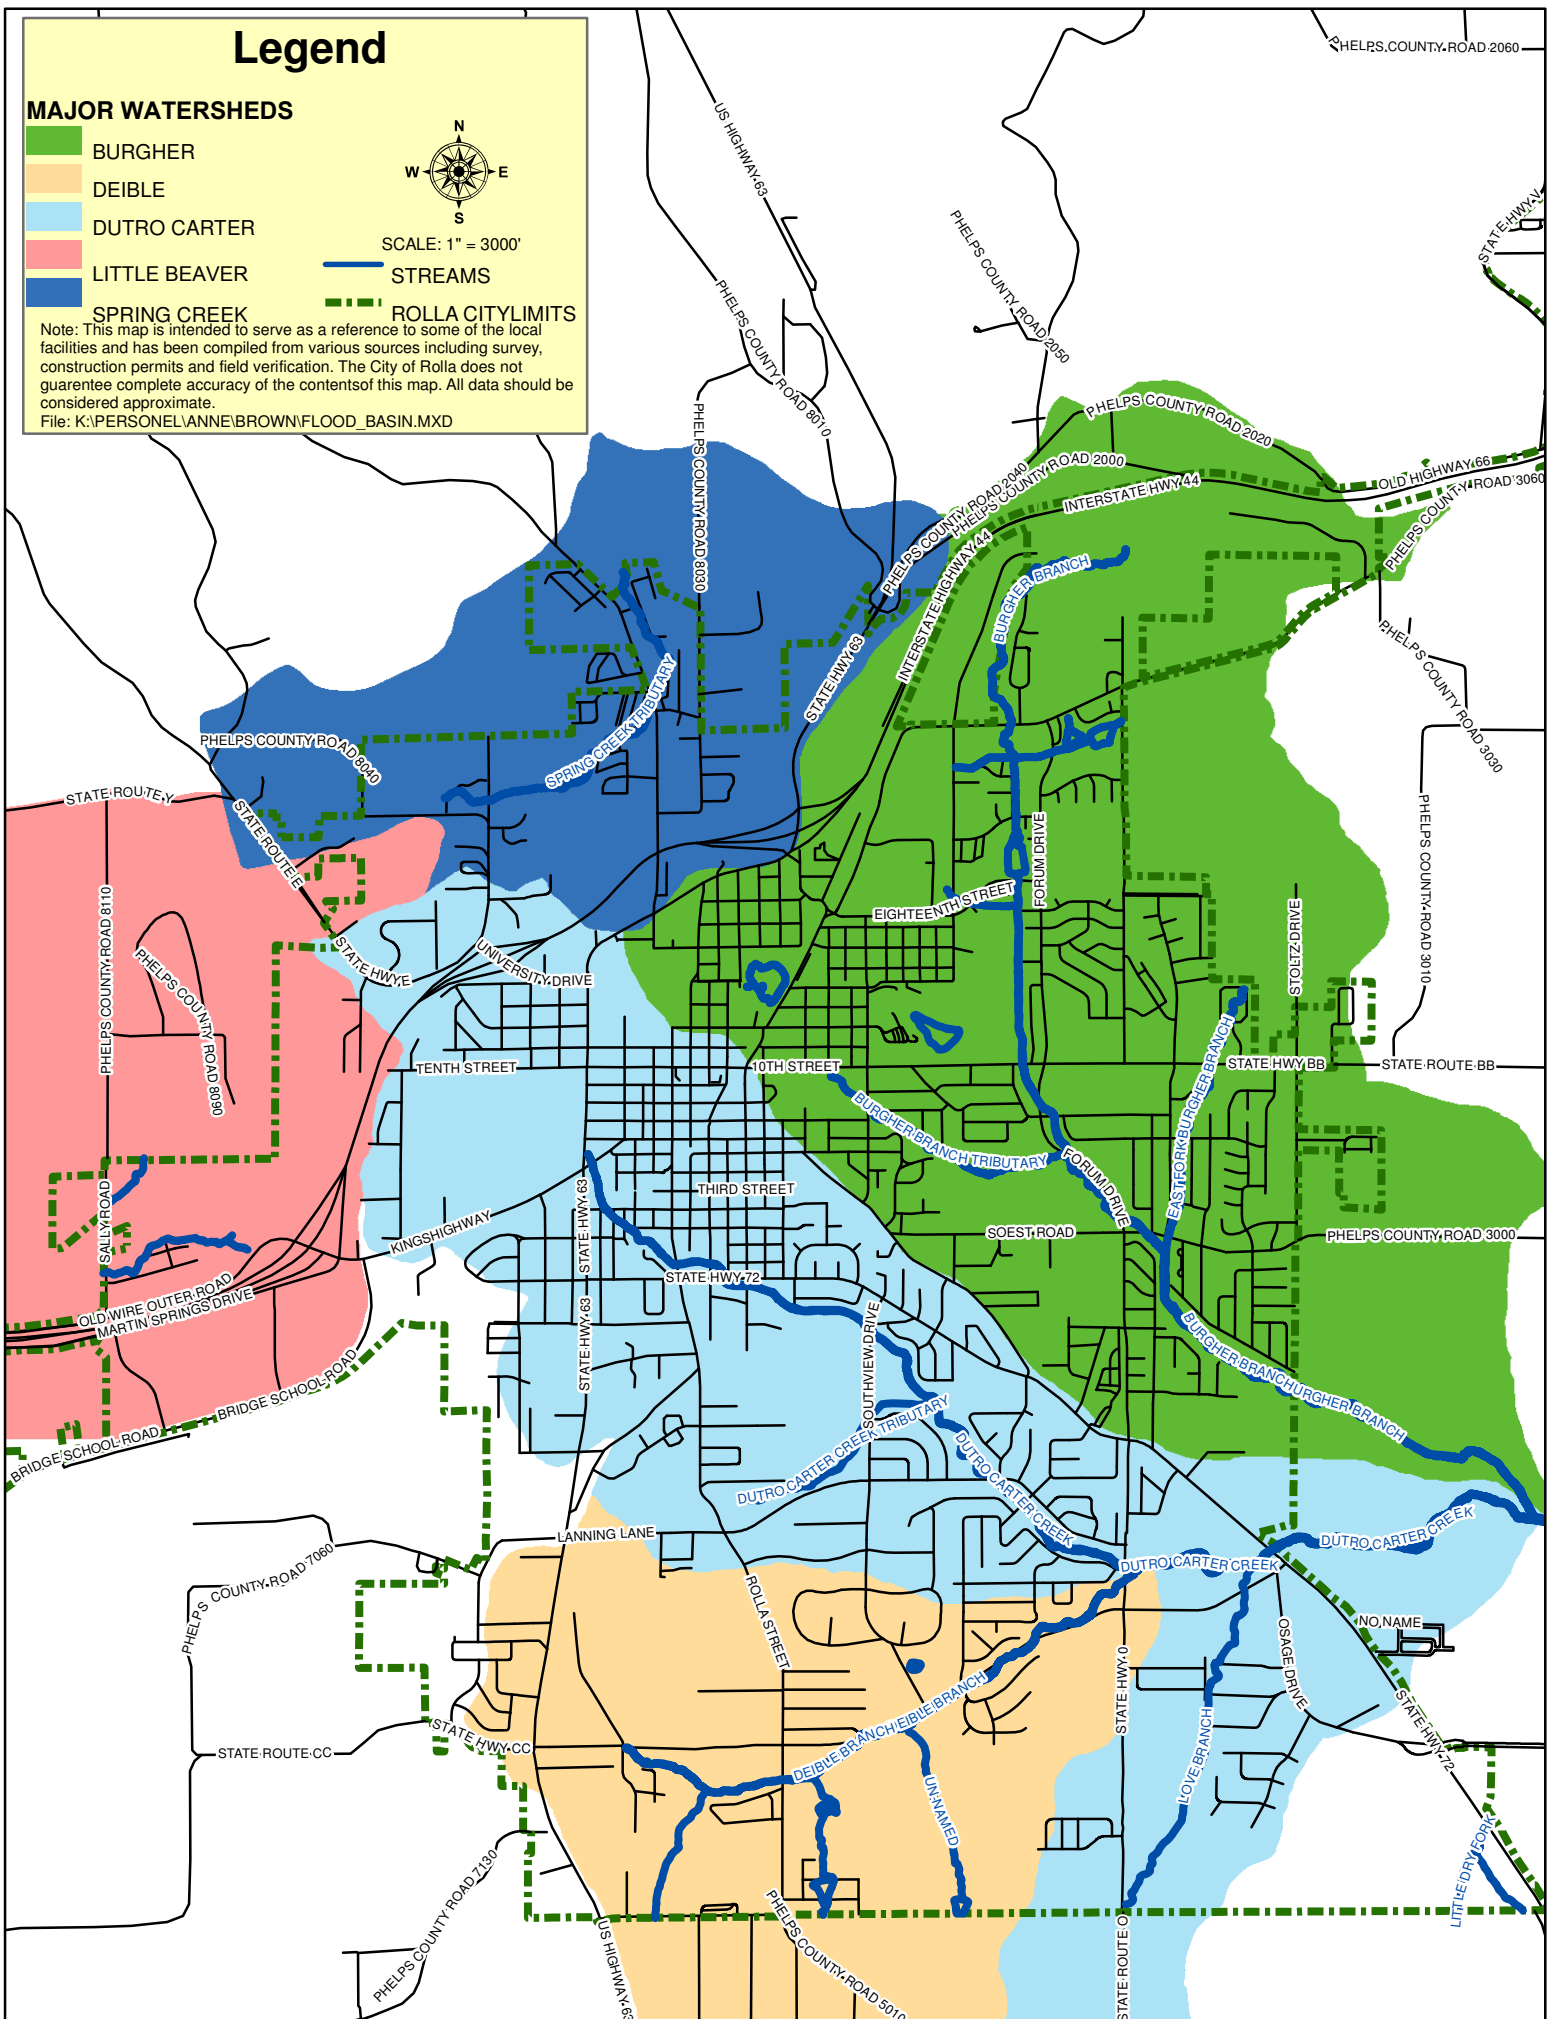 Legend
MAJOR WATERSHEDS
BURGHER
DEIBLE
DUTRO CARTER
LITTLE BEAVER
SPRING CREEK
N
W
E
S
SCALE: 1" = 3000'
STREAMS
ROLLA CITYLIMITS
Note: This map is intended to serve as a reference to some of the local
facilities and has been compiled from various sources including survey,
construction permits and field verification. The City of Rolla does not
guarentee complete accuracy of the contentsof this map. All data should be
considered approximate.
File: K:\PERSONEL\ANNE\BROWN\FLOOD_BASIN.MXD
PHELPS COUNTY ROAD 2060
US HIGHWAY 63
STATE HWY V
PHELPS COUNTY ROAD 2050
PHELPS COUNTY ROAD 8010
PHELPS COUNTY ROAD 8030
PHELPS COUNTY ROAD 2020
PHELPS COUNTY ROAD 2040
PHELPS COUNTY ROAD 2000
INTERSTATE HWY 44
OLD HIGHWAY 66
PHELPS COUNTY ROAD 3060
PHELPS COUNTY ROAD
INTERSTATE HIGHWAY 44
BURGHER BRANCH
BURGHER BRANCH
STATE HWY 63
PHELPS COUNTY ROAD 3030
SPRING CREEK TRIBUTARY
PHELPS COUNTY ROAD 8040
STATE ROUTE Y
STATE ROUTE E
PHELPS COUNTY ROAD 3010
FORUM DRIVE
EIGHTEENTH STREET
STOLTZ DRIVE
PHELPS COUNTY ROAD 8110
PHELPS COUNTY ROAD 8090
STATE HWY E
UNIVERSITY DRIVE
TENTH STREET
10TH STREET
STATE HWY BB
STATE ROUTE BB
EAST FORK BURGHER BRANCH
BURGHER BRANCH TRIBUTARY
FORUM DRIVE
THIRD STREET
SALLY ROAD
KINGSHIGHWAY
STATE HWY 63
SOEST ROAD
PHELPS COUNTY ROAD 3000
STATE HWY 72
OLD WIRE OUTER ROAD
MARTIN SPRINGS DRIVE
STATE HWY 63
SOUTHVIEW DRIVE
BURGHER BRANCH
URGHER BRANCH
BRIDGE SCHOOL ROAD
BRIDGE SCHOOL ROAD
DUTRO CARTER CREEK TRIBUTARY
DUTRO CARTER CREEK
LANNING LANE
DUTRO CARTER CREEK
DUTRO CARTER CREEK
PHELPS COUNTY ROAD 7060
ROLLA STREET
NO NAME
OSAGE DRIVE
STATE HWY O
DEIBLE BRANCH
EIBLE BRANCH
STATE HWY CC
STATE ROUTE CC
STATE HWY 72
LOVE BRANCH
UN-NAMED
LITTLE DRY FORK
PHELPS COUNTY ROAD 7130
PHELPS COUNTY ROAD 5010
US HIGHWAY 63
STATE ROUTE O